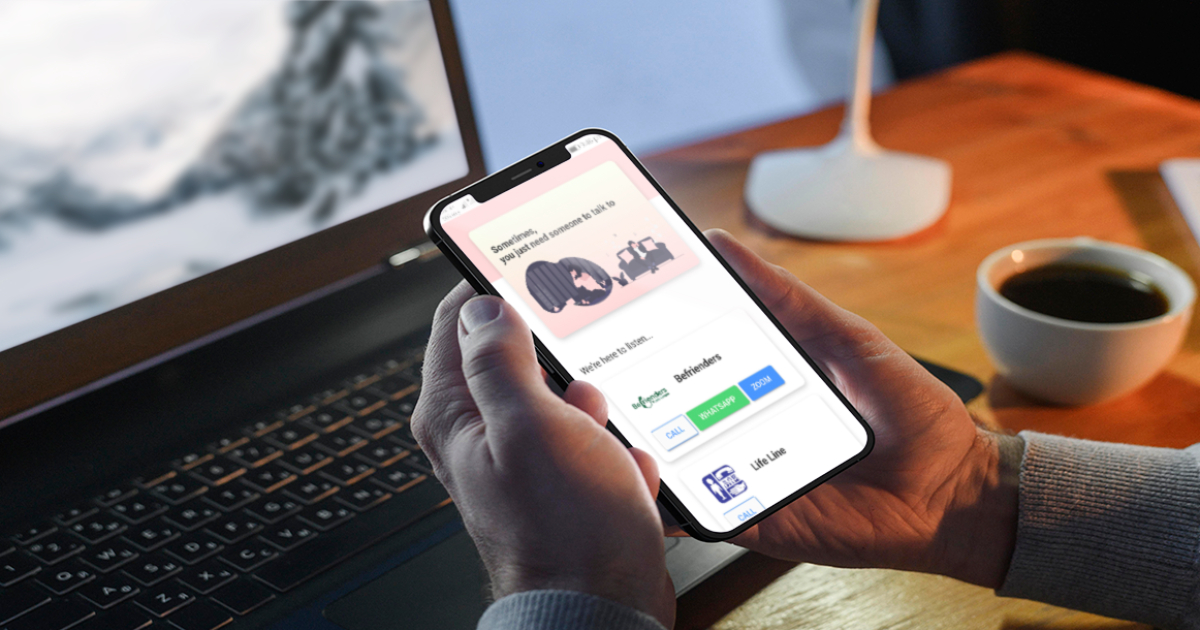 Sometimes,
you just need someone to talk to
We're here to listen...
Befrienders
Befrienders
CALL
WHATSAPP
ZOOM
Life Line
CALL